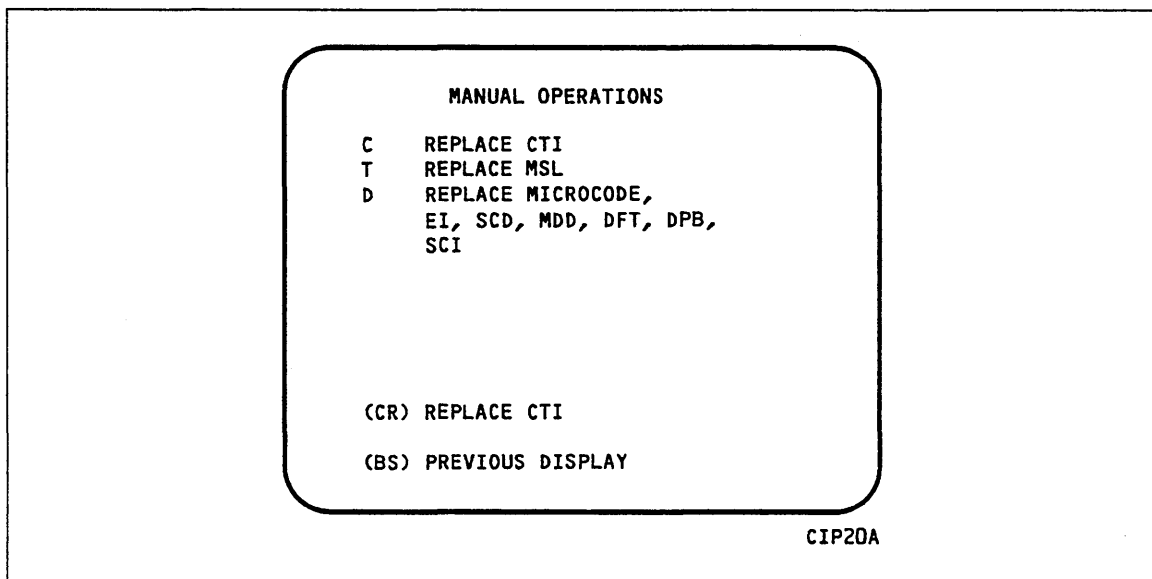 MANUAL OPERATIONS
C REPLACE CTI
T REPLACE MSL
D REPLACE MICROCODE,
EI, SCD, MDD, DFT, DPB,
SCI
(CR) REPLACE CTI
(BS) PREVIOUS DISPLAY
CIP20A